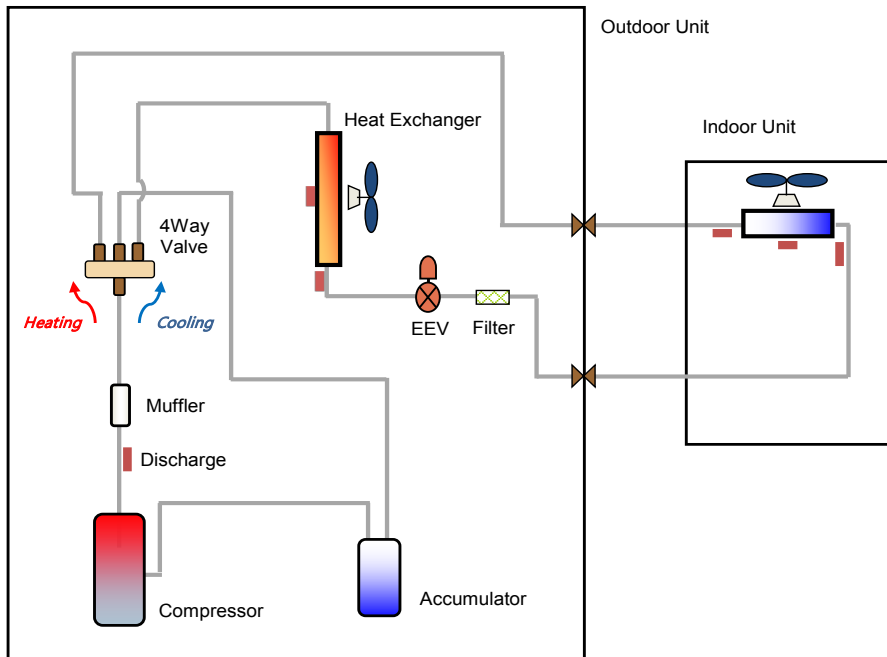 Outdoor Unit
Heat Exchanger
Indoor Unit
4Way
Valve
Heating
Cooling
EEV
Filter
Muffler
Discharge
Compressor
Accumulator